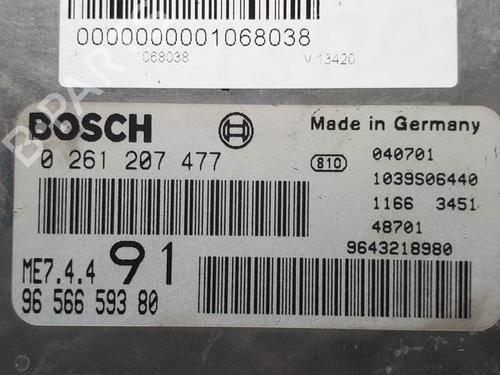 0000000001068038
068038
V 13420
BOSCH
0 261 207 477
Made in Germany
810
040701
1039S06440
1166 3451
48701
9643218980
ME7.4.4 91
96 566 593 80
B-PARTS